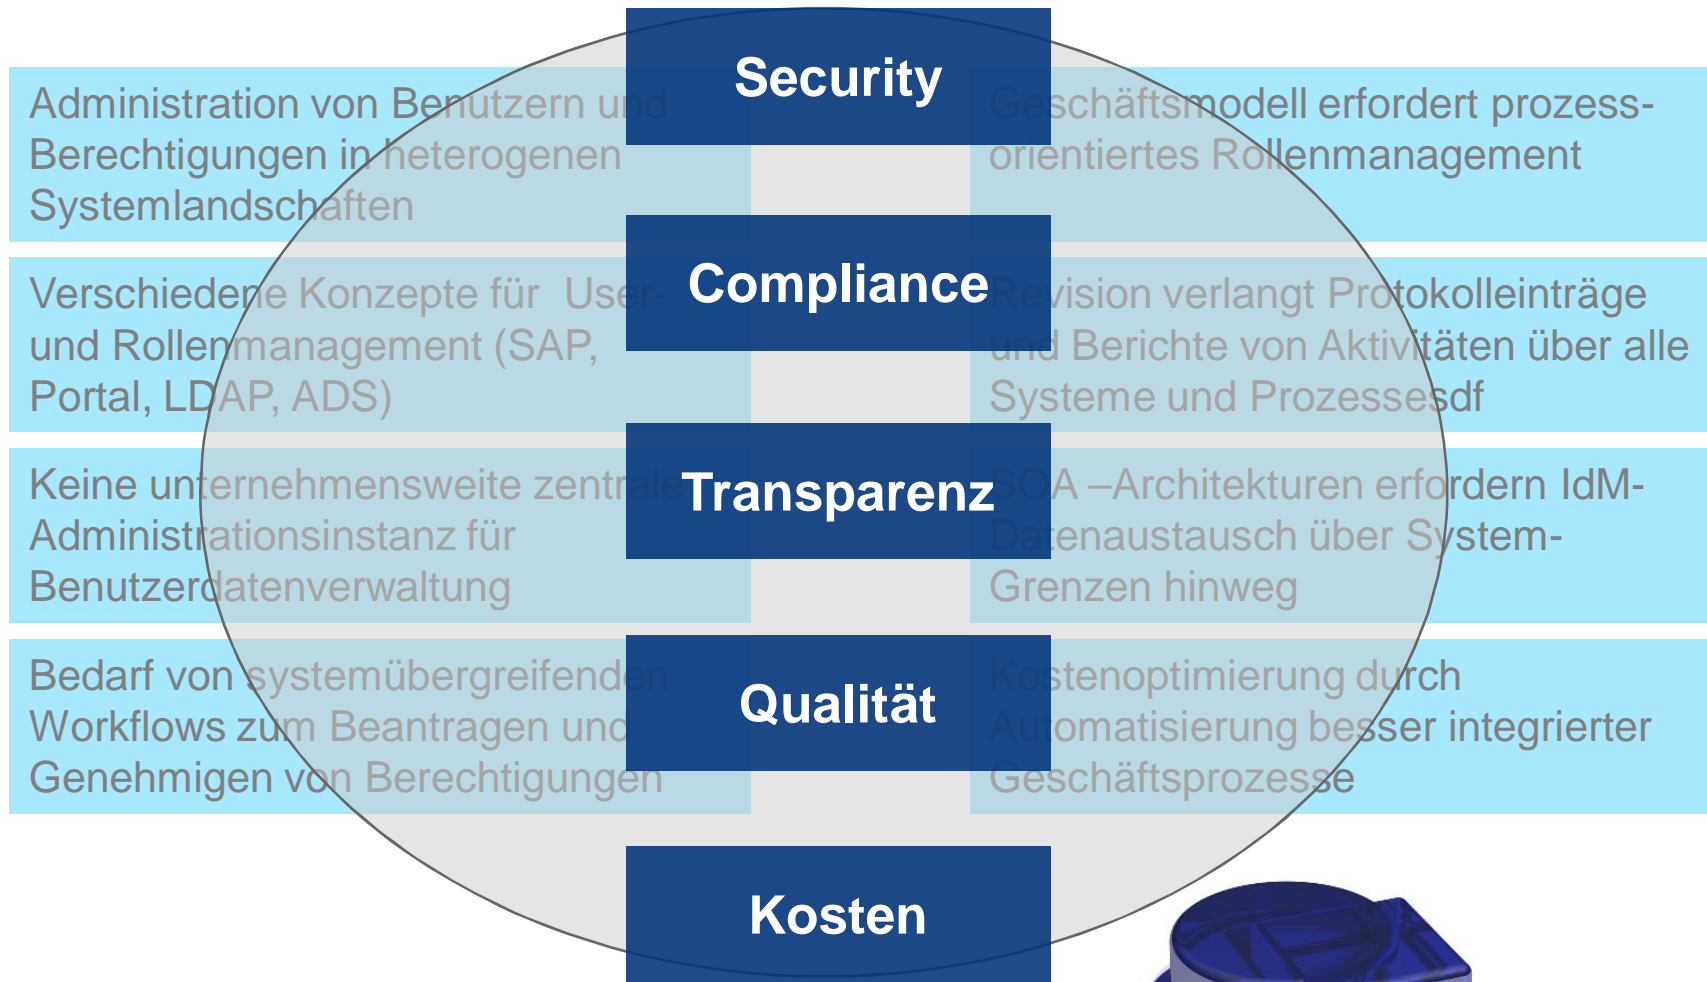 Security
Administration von Benutzern und
Berechtigungen in heterogenen
Systemlandschaften
Geschäftsmodell erfordert prozess-
orientiertes Rollenmanagement
Compliance
Verschiedene Konzepte für  User-
und Rollenmanagement (SAP,
Portal, LDAP, ADS)
Revision verlangt Protokolleinträge
und Berichte von Aktivitäten über alle
Systeme und Prozessesdf
Transparenz
Keine unternehmensweite zentrale
Administrationsinstanz für
Benutzerdatenverwaltung
SOA –Architekturen erfordern IdM-
Datenaustausch über System-
Grenzen hinweg
Qualität
Bedarf von systemübergreifenden
Workflows zum Beantragen und
Genehmigen von Berechtigungen
Kostenoptimierung durch
Automatisierung besser integrierter
Geschäftsprozesse
Kosten